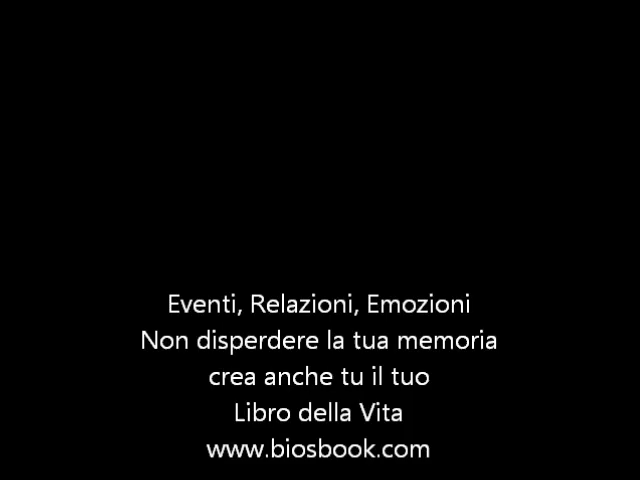 Eventi, Relazioni, Emozioni
Non disperdere la tua memoria
crea anche tu il tuo
Libro della Vita
www.biosbook.com